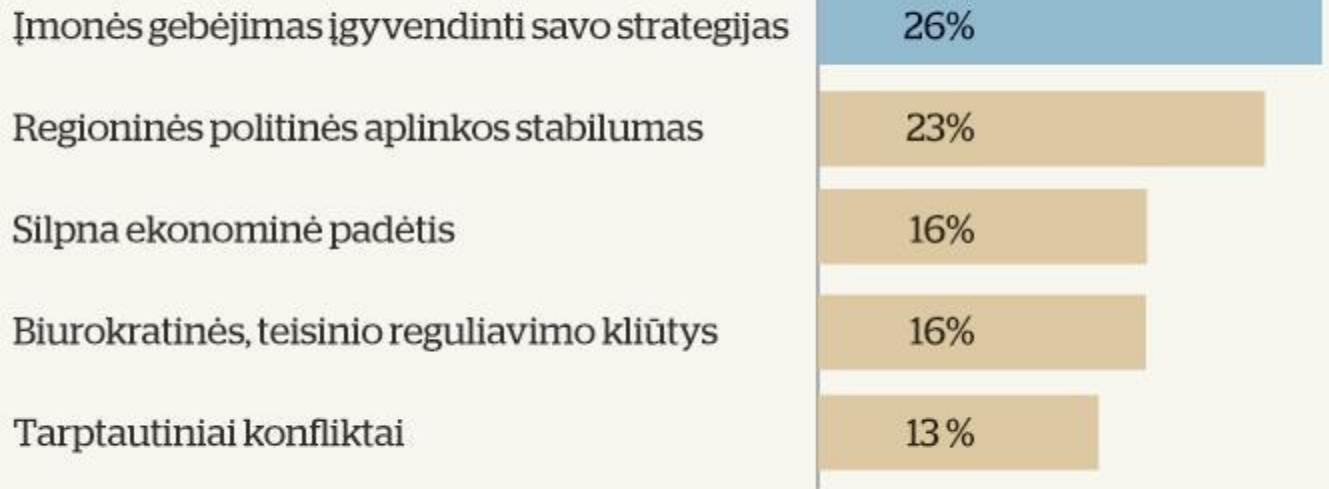 Įmonės gebėjimas įgyvendinti savo strategijas 26%
Regioninės politinės aplinkos stabilumas 23%
Silpna ekonominė padėtis 16%
Biurokratinės, teisinio reguliavimo kliūtys 16%
Tarptautiniai konfliktai 13 %